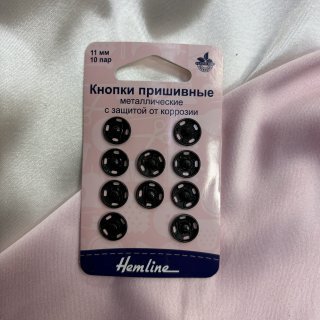 11 мм
10 пар
Кнопки пришивные
металлические
с защитой от коррозии
Hemline